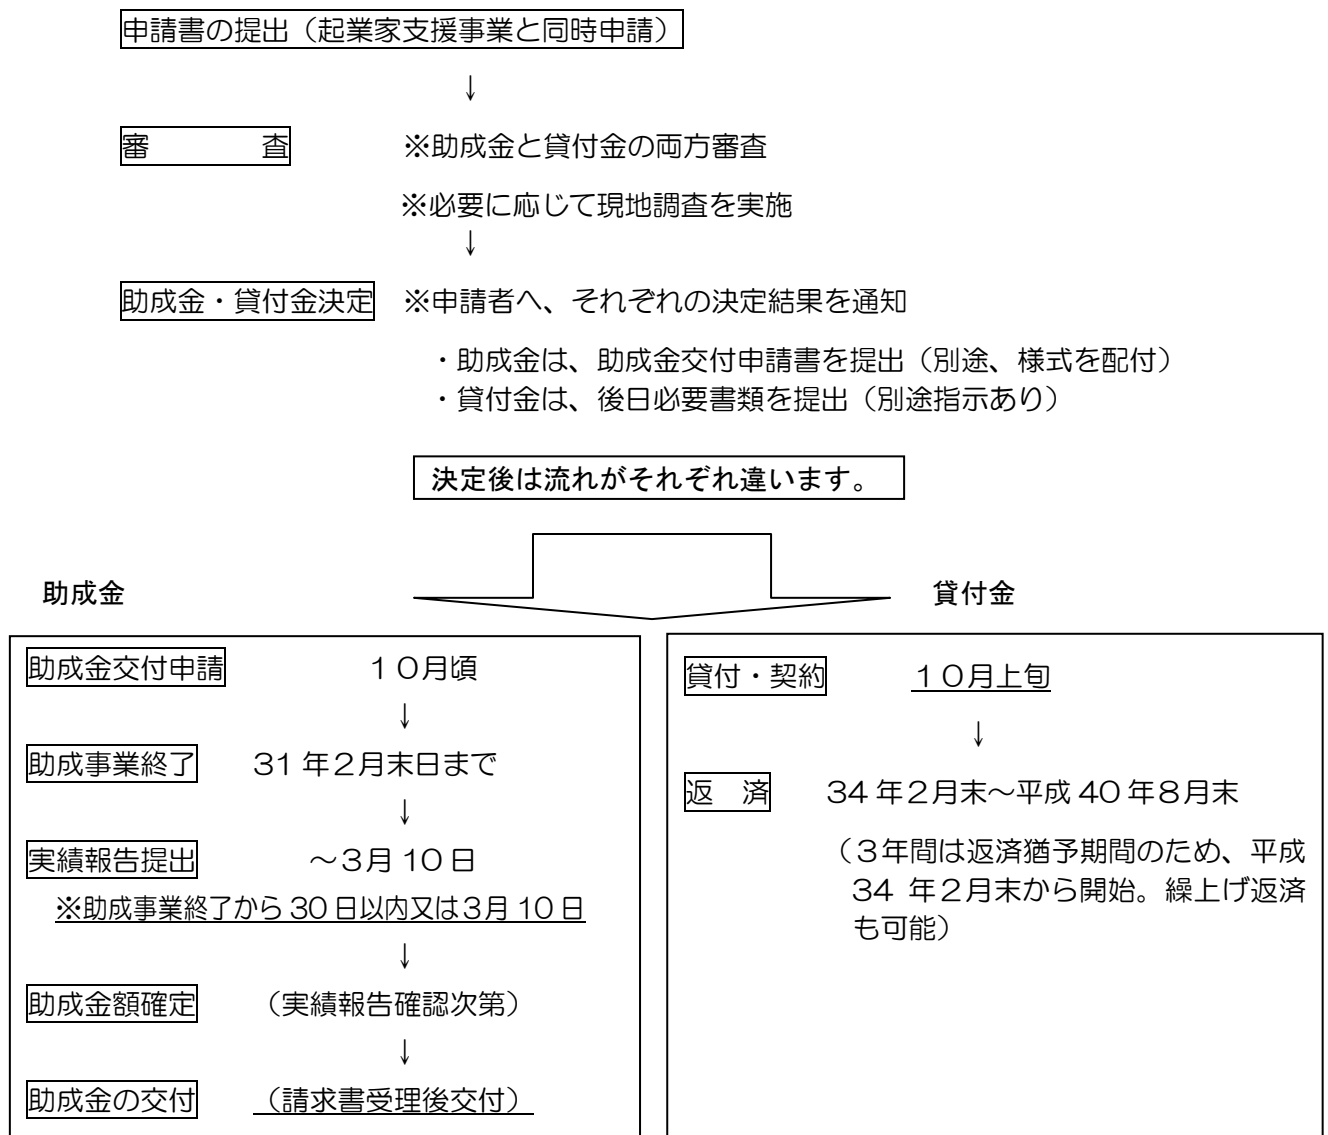 申請書の提出（起業家支援事業と同時申請）
↓
審　　　　査　※助成金と貸付金の両方審査
※必要に応じて現地調査を実施
↓
助成金・貸付金決定　※申請者へ、それぞれの決定結果を通知
・助成金は、助成金交付申請書を提出（別途、様式を配付）
・貸付金は、後日必要書類を提出（別途指示あり）
決定後は流れがそれぞれ違います。
助成金
助成金交付申請　１０月頃
↓
助成事業終了　31年２月末日まで
↓
実績報告提出　～３月10日
※助成事業終了から30日以内又は３月10日
↓
助成金額確定　（実績報告確認次第）
↓
助成金の交付　（請求書受理後交付）
貸付金
貸付・契約　１０月上旬
↓
返　済　34年２月末～平成40年８月末
（３年間は返済猶予期間のため、平成
34 年２月末から開始。繰上げ返済
も可能）